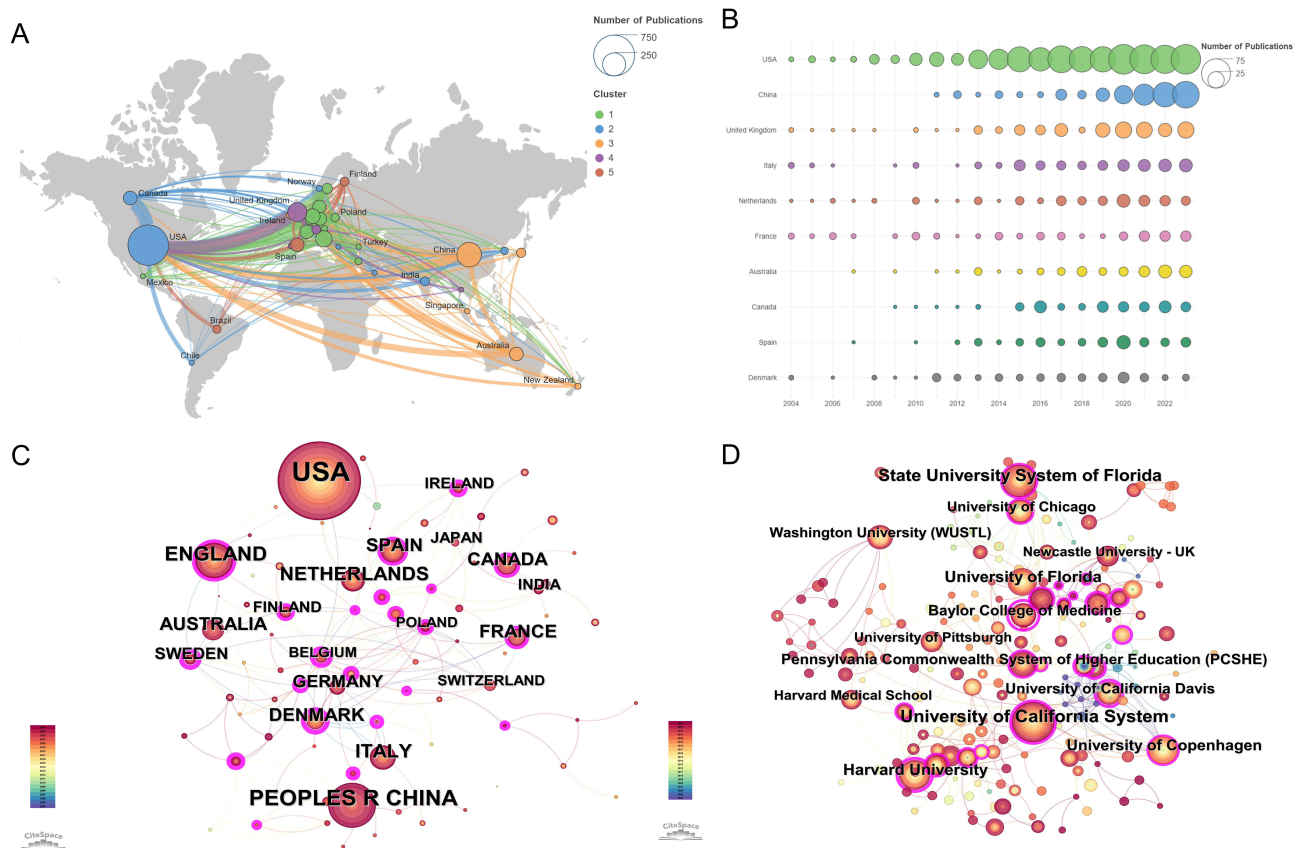 A
Number of Publications
750
250
Cluster
1
2
3
4
5
Canada
USA
Mexico
Brazil
Chile
Norway
Finland
United Kingdom
Ireland
Poland
Spain
Turkey
China
India
Singapore
Australia
New Zealand
B
Number of Publications
75
25
USA
China
United Kingdom
Italy
Netherlands
France
Australia
Canada
Spain
Denmark
2004 2006 2008 2010 2012 2014 2016 2018 2020 2022
C
USA
IRELAND
ENGLAND
SPAIN
JAPAN
CANADA
NETHERLANDS
INDIA
FINLAND
AUSTRALIA
POLAND
FRANCE
SWEDEN
BELGIUM
GERMANY
SWITZERLAND
DENMARK
ITALY
PEOPLES R CHINA
CiteSpace
D
State University System of Florida
University of Chicago
Washington University (WUSTL)
Newcastle University - UK
University of Florida
Baylor College of Medicine
University of Pittsburgh
Pennsylvania Commonwealth System of Higher Education (PCSHE)
Harvard Medical School
University of California Davis
University of California System
University of Copenhagen
Harvard University
CiteSpace